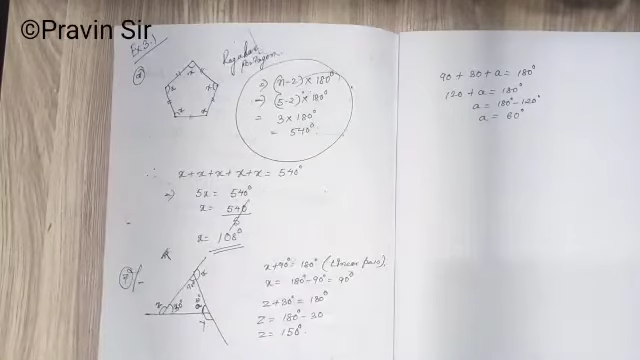 ©Pravin Sir
Ex 3.1
Regular
pentagon
⇒ (n-2) × 180°
⇒ (5-2) × 180°
= 3 × 180°
= 540°
∴ x + x + x + x + x = 540°
⇒ 5x = 540°
x = 540
5
x = 108°
x + 90° = 180° (Linear pair)
x = 180° - 90° = 90°
z + 30° = 180°
z = 180° - 30
z = 150°
90 + 30 + a = 180°
120 + a = 180°
a = 180° - 120°
a = 60°